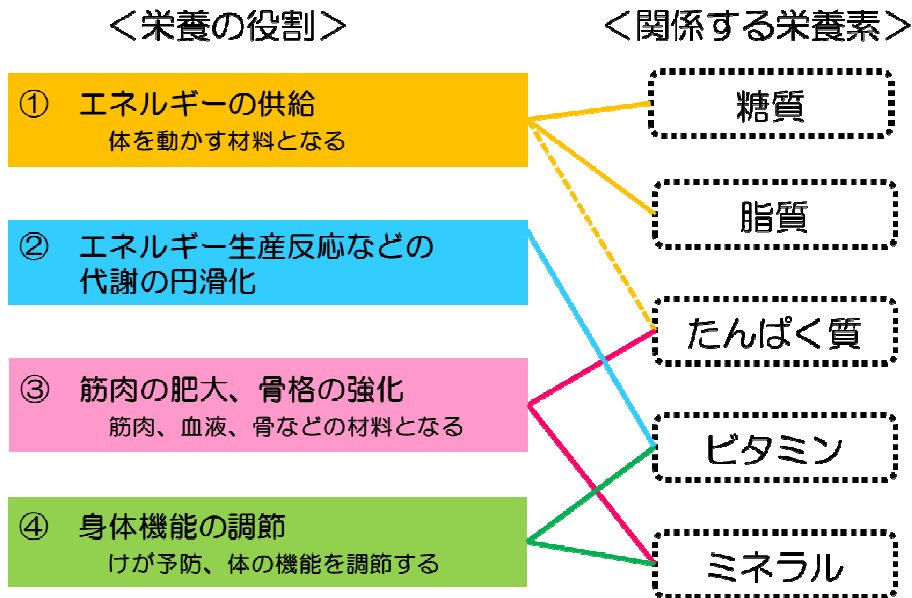 ＜栄養の役割＞
＜関係する栄養素＞
① エネルギーの供給
体を動かす材料となる
② エネルギー生産反応などの
代謝の円滑化
③ 筋肉の肥大、骨格の強化
筋肉、血液、骨などの材料となる
④ 身体機能の調節
けが予防、体の機能を調節する
糖質
脂質
たんぱく質
ビタミン
ミネラル